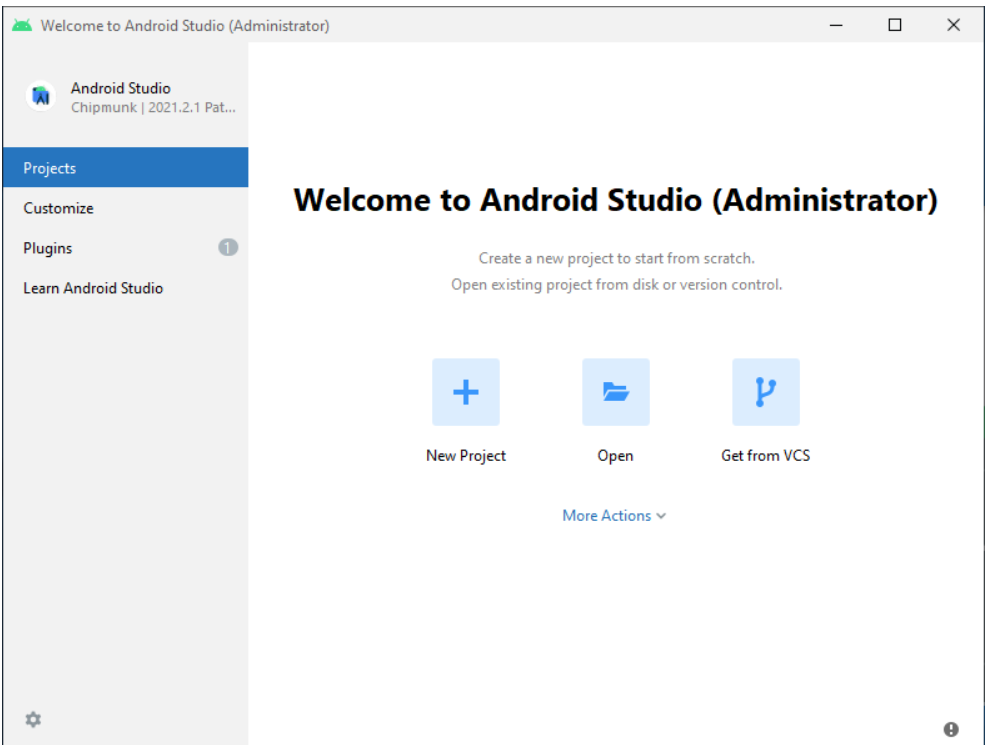 Welcome to Android Studio (Administrator)
Android Studio
Chipmunk | 2021.2.1 Pat...
Projects
Customize
Plugins 1
Learn Android Studio
Welcome to Android Studio (Administrator)
Create a new project to start from scratch.
Open existing project from disk or version control.
New Project Open Get from VCS
More Actions